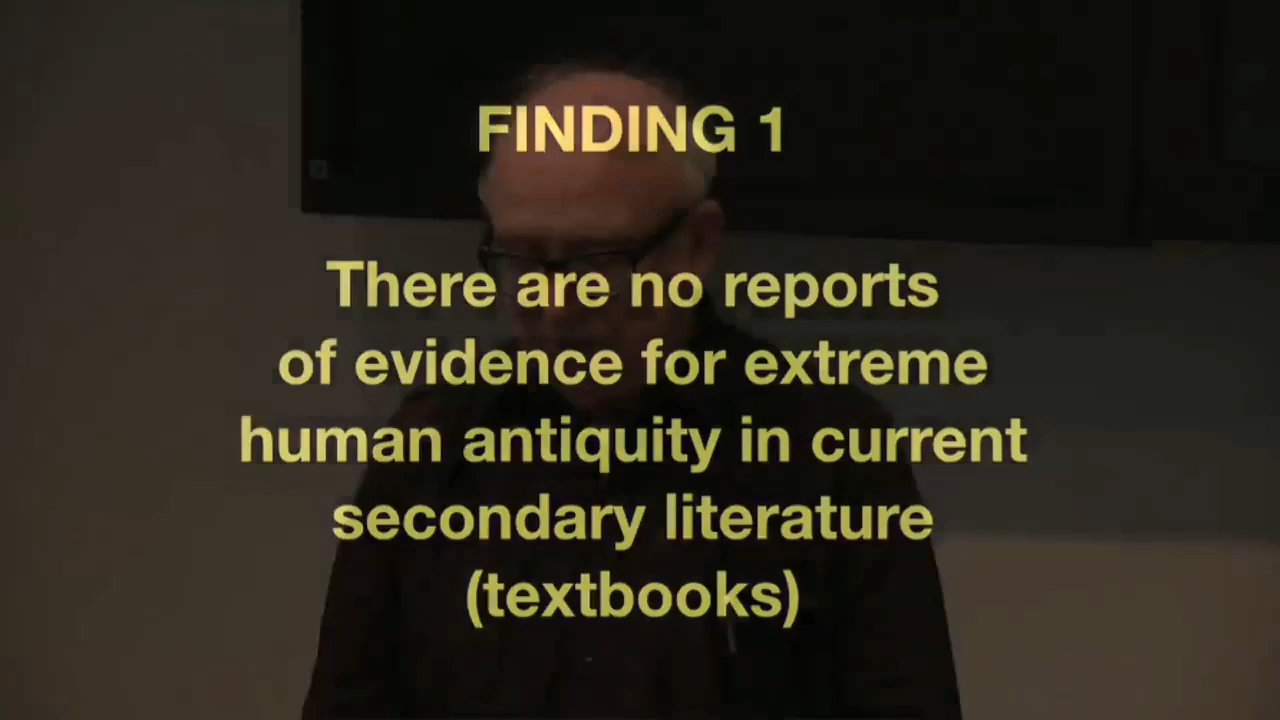 FINDING 1
There are no reports
of evidence for extreme
human antiquity in current
secondary literature
(textbooks)